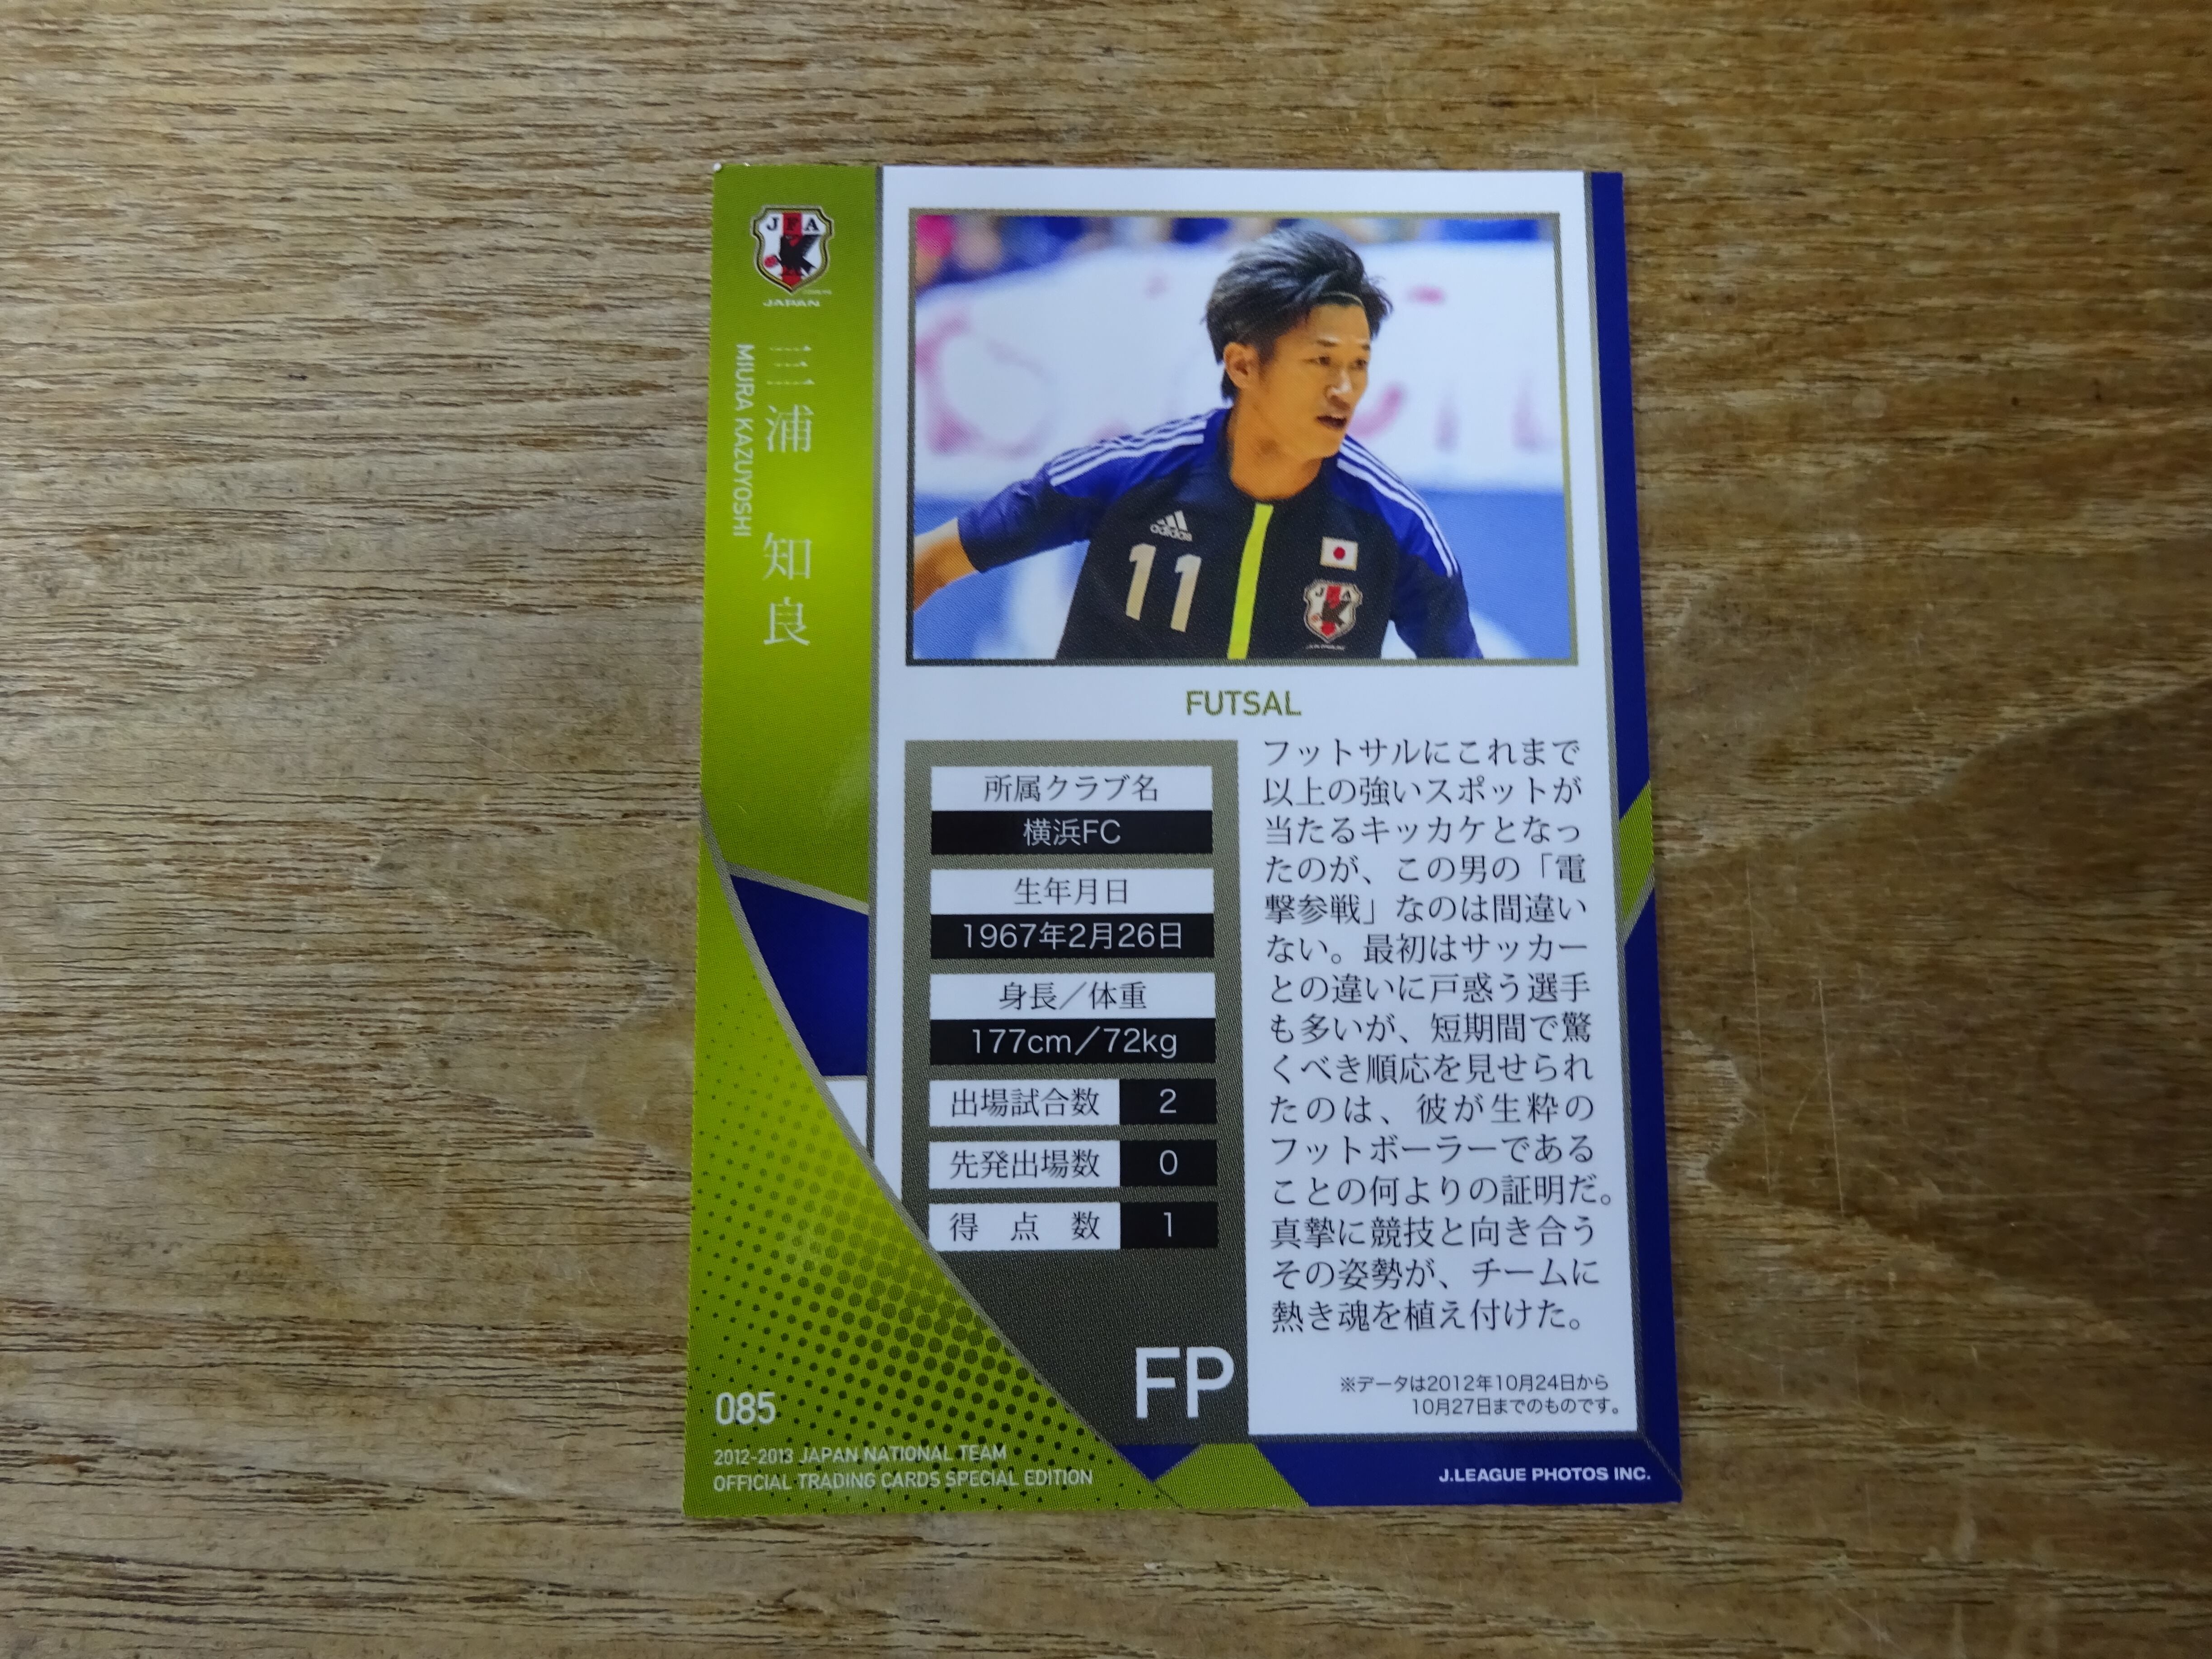 JFA
JAPAN
三浦 知良
MIURA KAZUYOSHI
adidas
11
JFA
FUTSAL
所属クラブ名
横浜FC
生年月日
1967年2月26日
身長／体重
177cm／72kg
出場試合数 2
先発出場数 0
得点数 1
FP
フットサルにこれまで
以上の強いスポットが
当たるキッカケとなっ
たのが、この男の「電
撃参戦」なのは間違い
ない。最初はサッカー
との違いに戸惑う選手
も多いが、短期間で驚
くべき順応を見せられ
たのは、彼が生粋の
フットボーラーである
ことの何よりの証明だ。
真摯に競技と向き合う
その姿勢が、チームに
熱き魂を植え付けた。
※データは2012年10月24日から
10月27日までのものです。
085
2012-2013 JAPAN NATIONAL TEAM
OFFICIAL TRADING CARDS SPECIAL EDITION
J.LEAGUE PHOTOS INC.